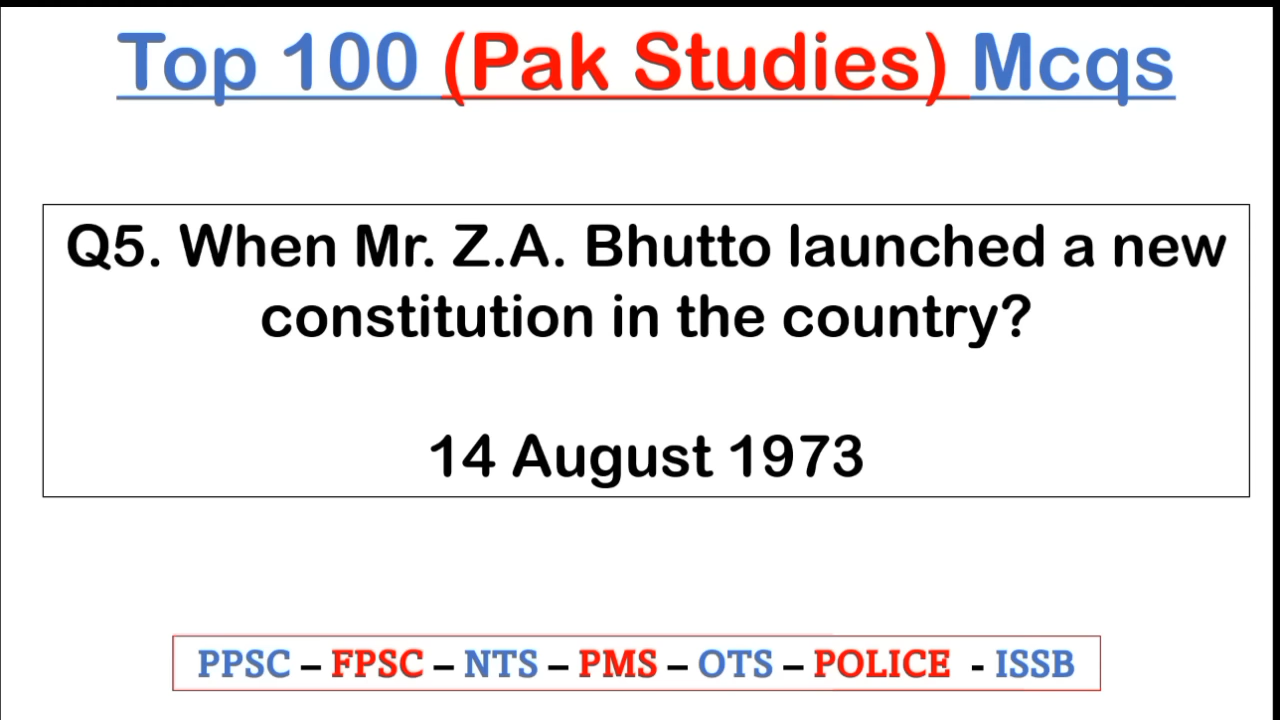 Top 100 (Pak Studies) Mcqs
Q5. When Mr. Z.A. Bhutto launched a new
constitution in the country?
14 August 1973
PPSC – FPSC – NTS – PMS – OTS – POLICE - ISSB